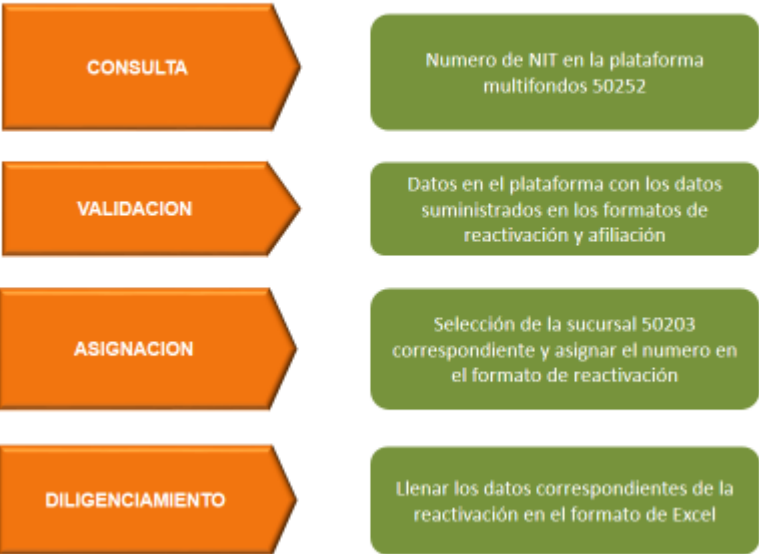 CONSULTA
Numero de NIT en la plataforma
multifondos 50252
VALIDACION
Datos en el plataforma con los datos
suministrados en los formatos de
reactivación y afiliación
ASIGNACION
Selección de la sucursal 50203
correspondiente y asignar el numero en
el formato de reactivación
DILIGENCIAMIENTO
Llenar los datos correspondientes de la
reactivación en el formato de Excel